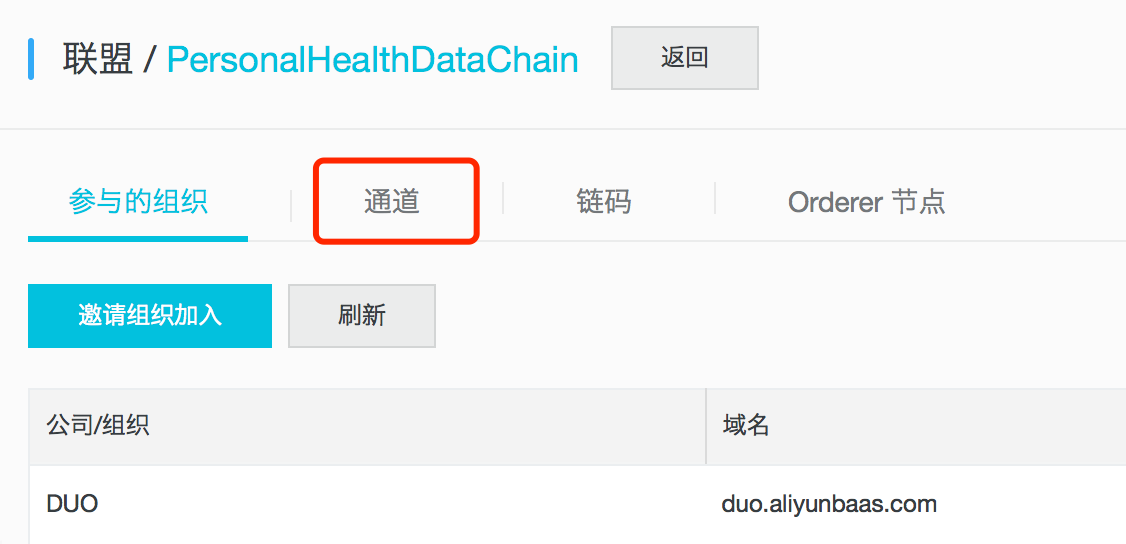 联盟 / PersonalHealthDataChain 返回
参与的组织 通道 链码 Orderer 节点
邀请组织加入 刷新
公司/组织 域名
DUO duo.aliyunbaas.com